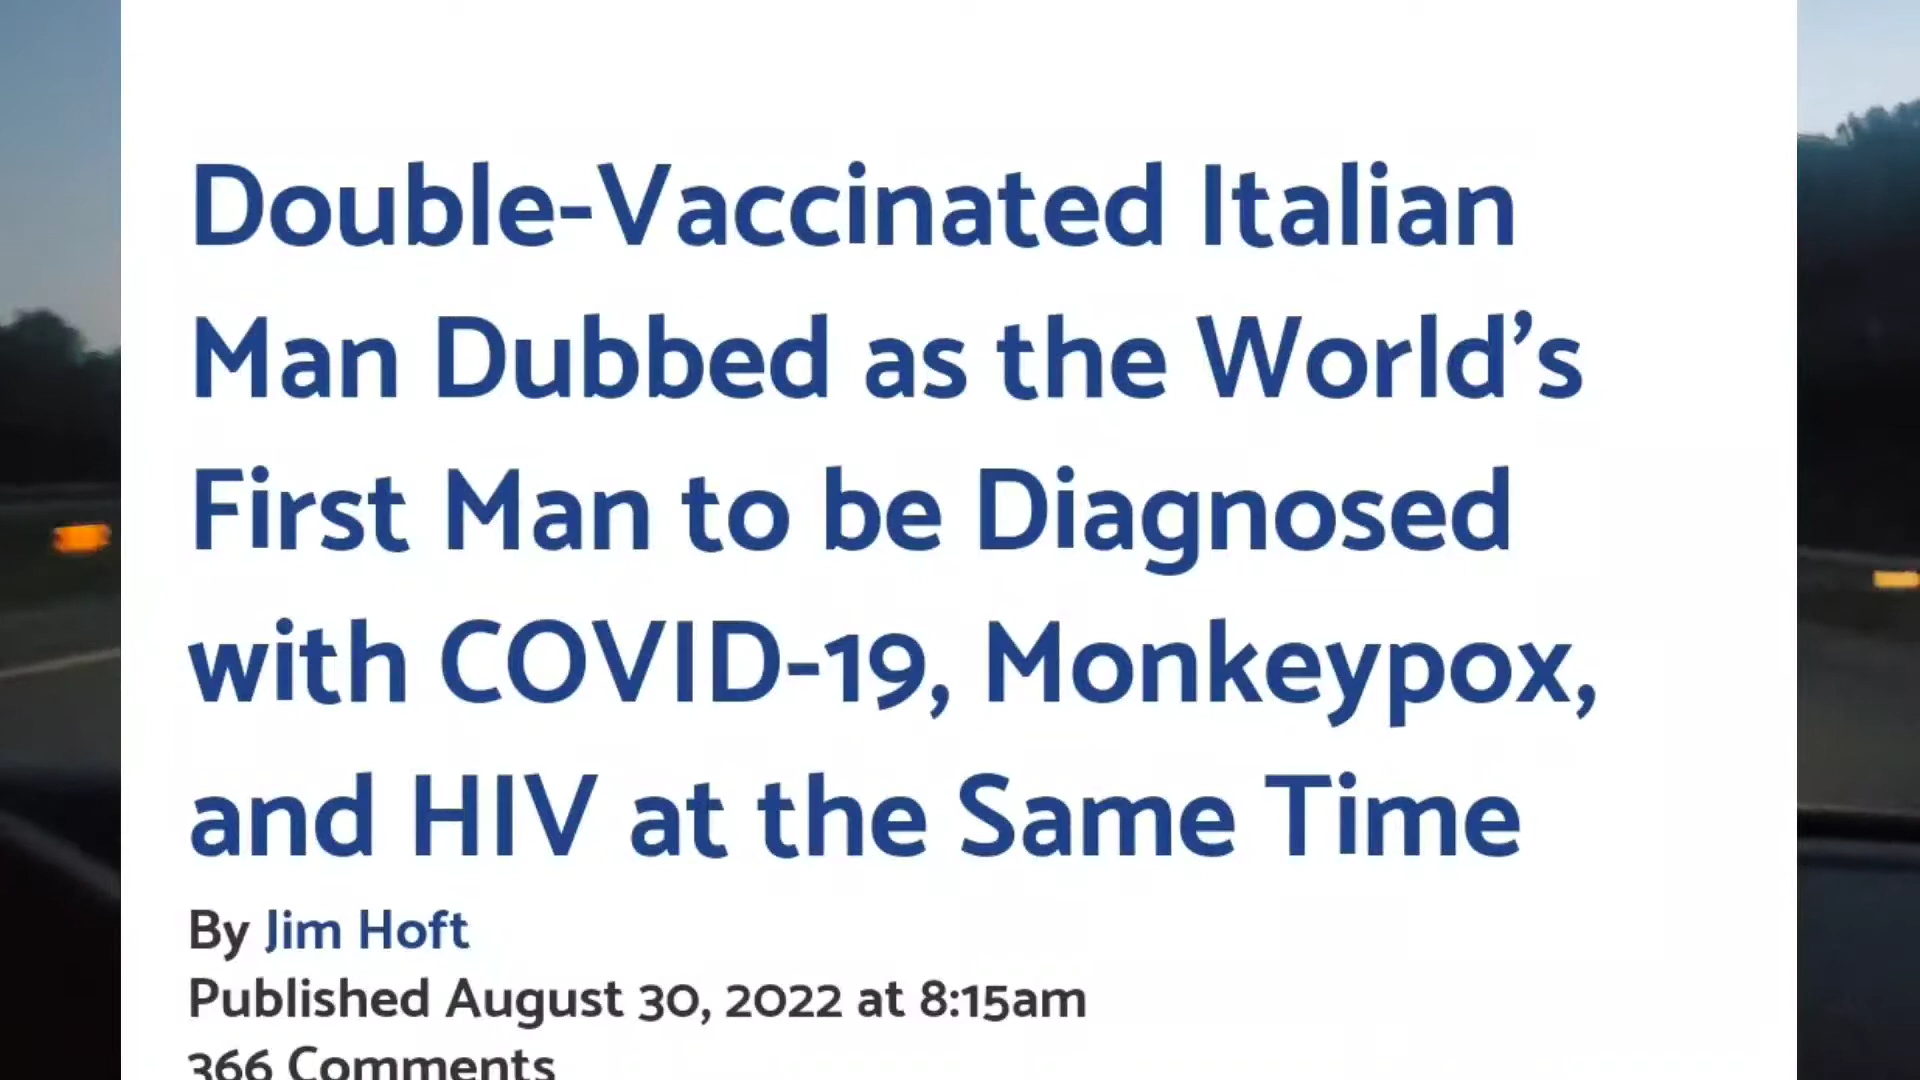 Double-Vaccinated Italian
Man Dubbed as the World’s
First Man to be Diagnosed
with COVID-19, Monkeypox,
and HIV at the Same Time
By Jim Hoft
Published August 30, 2022 at 8:15am
366 Comments